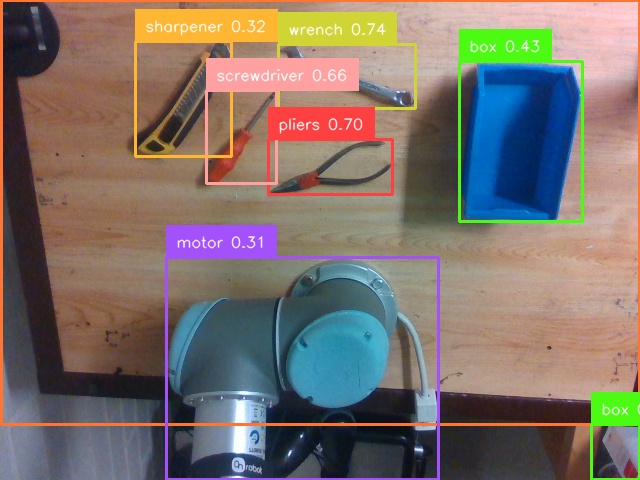 sharpener 0.32
wrench 0.74
box 0.43
screwdriver 0.66
pliers 0.70
motor 0.31
box
On robot